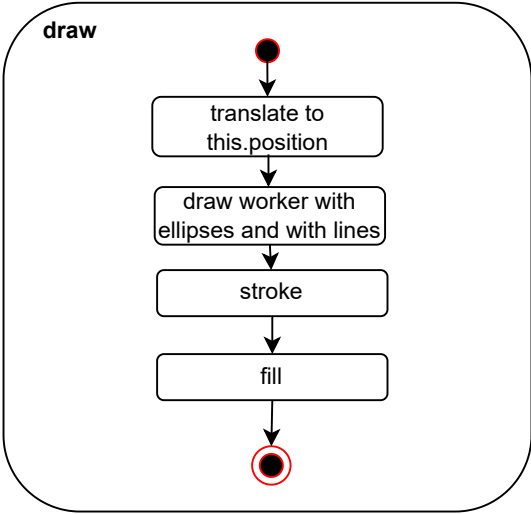 draw
translate to
this.position
draw worker with
ellipses and with lines
stroke
fill